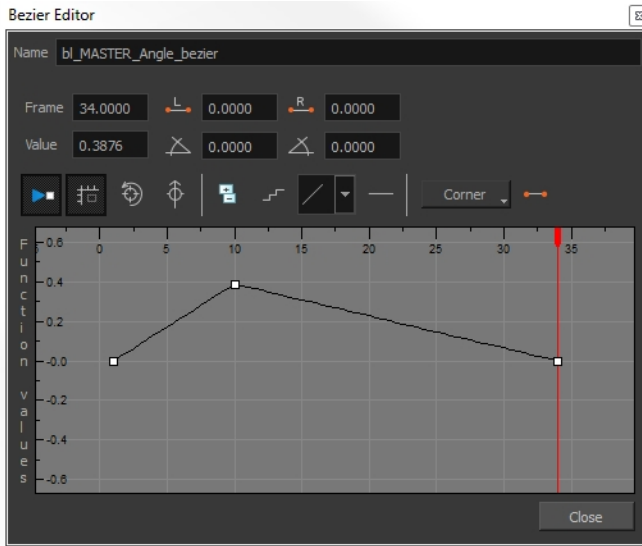 Bezier Editor
Name bl_MASTER_Angle_bezier
Frame 34.0000 L 0.0000 R 0.0000
Value 0.3876 0.0000 0.0000
Corner
0 5 10 15 20 25 30 35
Function values
0.6
0.4
0.2
-0.0
-0.2
-0.4
-0.6
Close